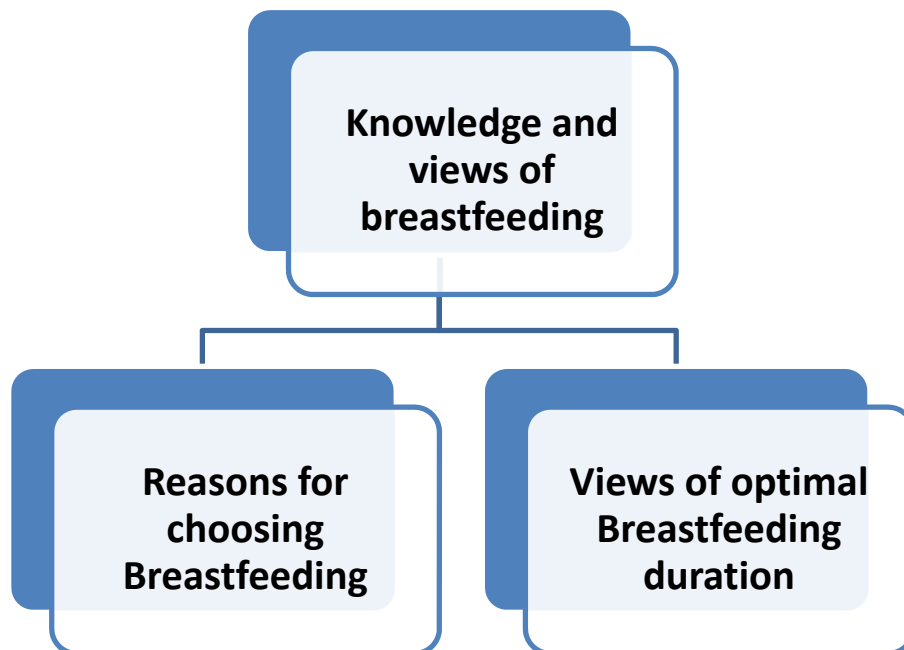 Knowledge and
views of
breastfeeding
Reasons for
choosing
Breastfeeding
Views of optimal
Breastfeeding
duration